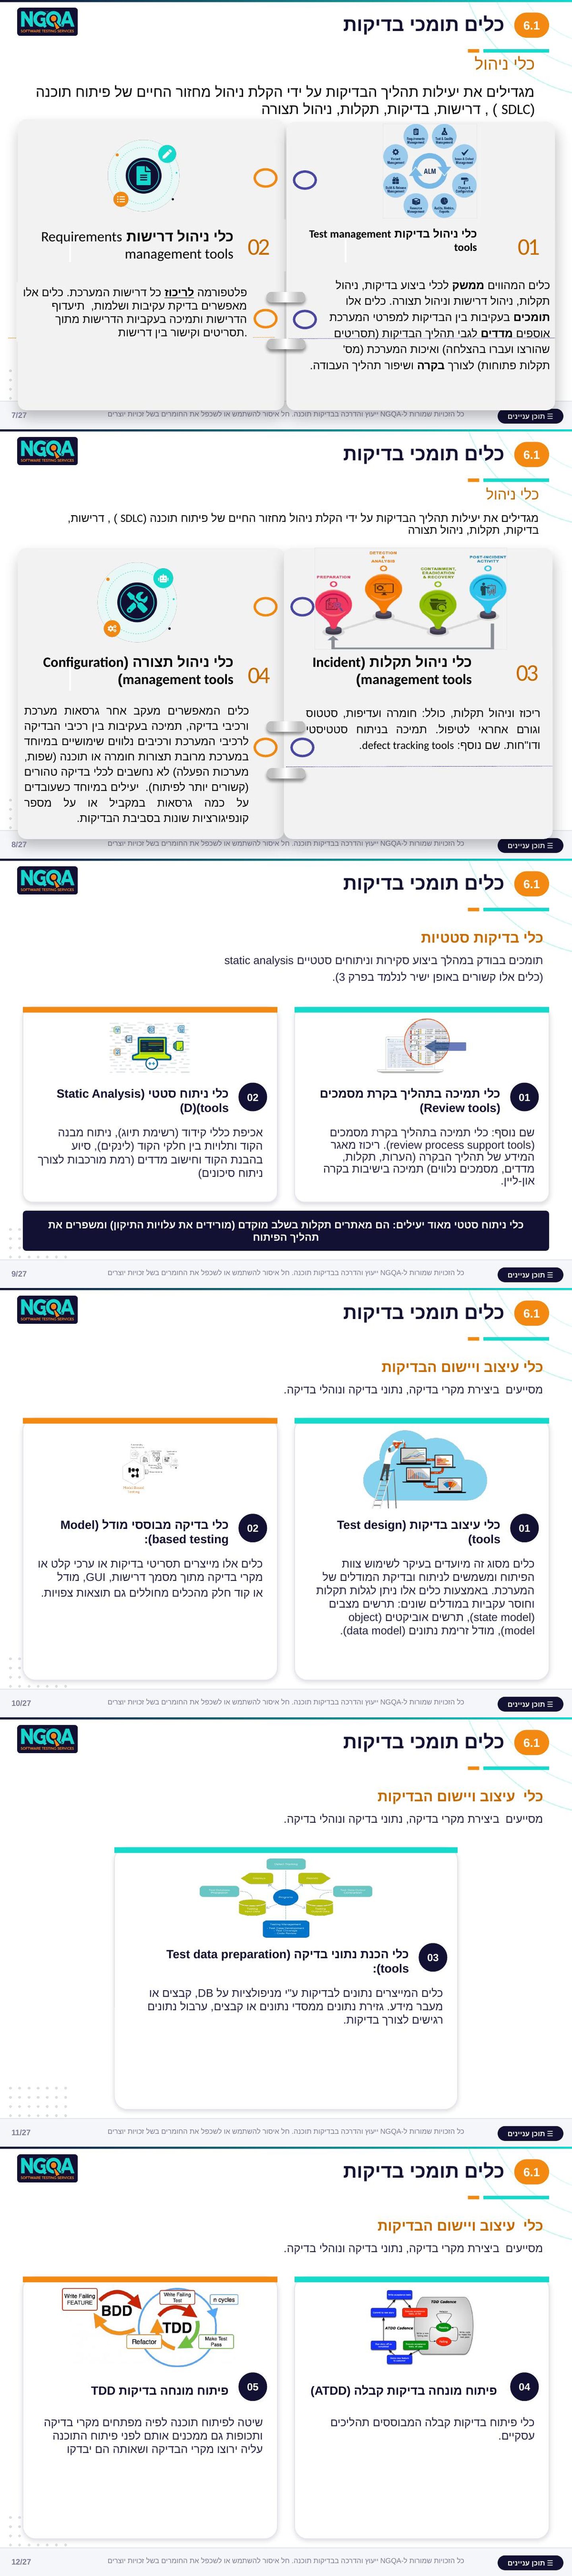 NGQA
SOFTWARE TESTING SERVICES
6.1
כלים תומכי בדיקות
כלי ניהול
מגדילים את יעילות תהליך הבדיקות על ידי הקלת ניהול מחזור החיים של פיתוח תוכנה
(SDLC ) , דרישות, בדיקות, תקלות, ניהול תצורה
ALM
01
כלי ניהול בדיקות Test management
tools
כלים המהווים ממשק לכלי ביצוע בדיקות, ניהול
תקלות, ניהול דרישות וניהול תצורה. כלים אלו
תומכים בעקיבות בין הבדיקות למפרטי המערכת
אוספים מדדים לגבי תהליך הבדיקות (תסריטים
שהורצו ועברו בהצלחה) ואיכות המערכת (מס'
תקלות פתוחות) לצורך בקרה ושיפור תהליך העבודה.
02
כלי ניהול דרישות Requirements
management tools
פלטפורמה לריכוז כל דרישות המערכת. כלים אלו
מאפשרים בדיקת עקיבות ושלמות, תיעדוף
הדרישות ותמיכה בעקביות הדרישות מתוך
תסריטים וקישור בין דרישות.
☰ תוכן עניינים
כל הזכויות שמורות ל-NGQA ייעוץ והדרכה בבדיקות תוכנה. חל איסור להשתמש או לשכפל את החומרים בשל זכויות יוצרים
7/27
NGQA
SOFTWARE TESTING SERVICES
6.1
כלים תומכי בדיקות
כלי ניהול
מגדילים את יעילות תהליך הבדיקות על ידי הקלת ניהול מחזור החיים של פיתוח תוכנה (SDLC ) , דרישות,
בדיקות, תקלות, ניהול תצורה
PREPARATION
DETECTION
&
ANALYSIS
CONTAINMENT,
ERADICATION
& RECOVERY
POST-INCIDENT
ACTIVITY
03
כלי ניהול תקלות (Incident
management tools)
ריכוז וניהול תקלות, כולל: חומרה ועדיפות, סטטוס
וגורם אחראי לטיפול. תמיכה בניתוח סטטיסטי
ודו"חות. שם נוסף: defect tracking tools.
04
כלי ניהול תצורה (Configuration
management tools)
כלים המאפשרים מעקב אחר גרסאות מערכת
ורכיבי בדיקה, תמיכה בעקיבות בין רכיבי הבדיקה
לרכיבי המערכת ורכיבים נלווים שימושיים במיוחד
במערכת מרובת תצורות חומרה או תוכנה (שפות,
מערכות הפעלה) לא נחשבים לכלי בדיקה טהורים
(קשורים יותר לפיתוח). יעילים במיוחד כשעובדים
על כמה גרסאות במקביל או על מספר
קונפיגורציות שונות בסביבת הבדיקות.
☰ תוכן עניינים
כל הזכויות שמורות ל-NGQA ייעוץ והדרכה בבדיקות תוכנה. חל איסור להשתמש או לשכפל את החומרים בשל זכויות יוצרים
8/27
NGQA
SOFTWARE TESTING SERVICES
6.1
כלים תומכי בדיקות
כלי בדיקות סטטיות
תומכים בבודק במהלך ביצוע סקירות וניתוחים סטטיים static analysis
(כלים אלו קשורים באופן ישיר לנלמד בפרק 3).
01
כלי תמיכה בתהליך בקרת מסמכים
(Review tools)
שם נוסף: כלי תמיכה בתהליך בקרת מסמכים
(review process support tools). ריכוז מאגר
המידע של תהליך הבקרה (הערות, תקלות,
מדדים, מסמכים נלווים) תמיכה בישיבות בקרה
און-ליין.
02
כלי ניתוח סטטי (Static Analysis
tools)(D)
אכיפת כללי קידוד (רשימת תיוג), ניתוח מבנה
הקוד ותלויות בין חלקי הקוד (לינקים), סיוע
בהבנת הקוד וחישוב מדדים (רמת מורכבות לצורך
ניתוח סיכונים)
כלי ניתוח סטטי מאוד יעילים: הם מאתרים תקלות בשלב מוקדם (מורידים את עלויות התיקון) ומשפרים את
תהליך הפיתוח
☰ תוכן עניינים
כל הזכויות שמורות ל-NGQA ייעוץ והדרכה בבדיקות תוכנה. חל איסור להשתמש או לשכפל את החומרים בשל זכויות יוצרים
9/27
NGQA
SOFTWARE TESTING SERVICES
6.1
כלים תומכי בדיקות
כלי עיצוב ויישום הבדיקות
מסייעים ביצירת מקרי בדיקה, נתוני בדיקה ונוהלי בדיקה.
01
כלי עיצוב בדיקות (Test design
tools)
כלים מסוג זה מיועדים בעיקר לשימוש צוות
הפיתוח ומשמשים לניתוח ובדיקת המודלים של
המערכת. באמצעות כלים אלו ניתן לגלות תקלות
וחוסר עקביות במודלים שונים: תרשים מצבים
(state model), תרשים אוביקטים (object
model), מודל זרימת נתונים (data model).
02
כלי בדיקה מבוססי מודל (Model
based testing):
כלים אלו מייצרים תסריטי בדיקות או ערכי קלט או
מקרי בדיקה מתוך מסמך דרישות, GUI, מודל
או קוד חלק מהכלים מחוללים גם תוצאות צפויות.
☰ תוכן עניינים
כל הזכויות שמורות ל-NGQA ייעוץ והדרכה בבדיקות תוכנה. חל איסור להשתמש או לשכפל את החומרים בשל זכויות יוצרים
10/27
NGQA
SOFTWARE TESTING SERVICES
6.1
כלים תומכי בדיקות
כלי עיצוב ויישום הבדיקות
מסייעים ביצירת מקרי בדיקה, נתוני בדיקה ונוהלי בדיקה.
03
כלי הכנת נתוני בדיקה (Test data preparation
tools):
כלים המייצרים נתונים לבדיקות ע"י מניפולציות על DB, קבצים או
מעבר מידע. גזירת נתונים ממסדי נתונים או קבצים, ערבול נתונים
רגישים לצורך בדיקות.
☰ תוכן עניינים
כל הזכויות שמורות ל-NGQA ייעוץ והדרכה בבדיקות תוכנה. חל איסור להשתמש או לשכפל את החומרים בשל זכויות יוצרים
11/27
NGQA
SOFTWARE TESTING SERVICES
6.1
כלים תומכי בדיקות
כלי עיצוב ויישום הבדיקות
מסייעים ביצירת מקרי בדיקה, נתוני בדיקה ונוהלי בדיקה.
TDD Cadence
ATDD Cadence
04
פיתוח מונחה בדיקות קבלה (ATDD)
כלי פיתוח בדיקות קבלה המבוססים תהליכים
עסקיים.
Write Failing
FEATURE
BDD
Write Failing
Test
TDD
n cycles
Refactor
Make Test
Pass
05
פיתוח מונחה בדיקות TDD
שיטה לפיתוח תוכנה לפיה מפתחים מקרי בדיקה
ותכופות גם ממכנים אותם לפני פיתוח התוכנה
עליה ירוצו מקרי הבדיקה ושאותה הם יבדקו
☰ תוכן עניינים
כל הזכויות שמורות ל-NGQA ייעוץ והדרכה בבדיקות תוכנה. חל איסור להשתמש או לשכפל את החומרים בשל זכויות יוצרים
12/27